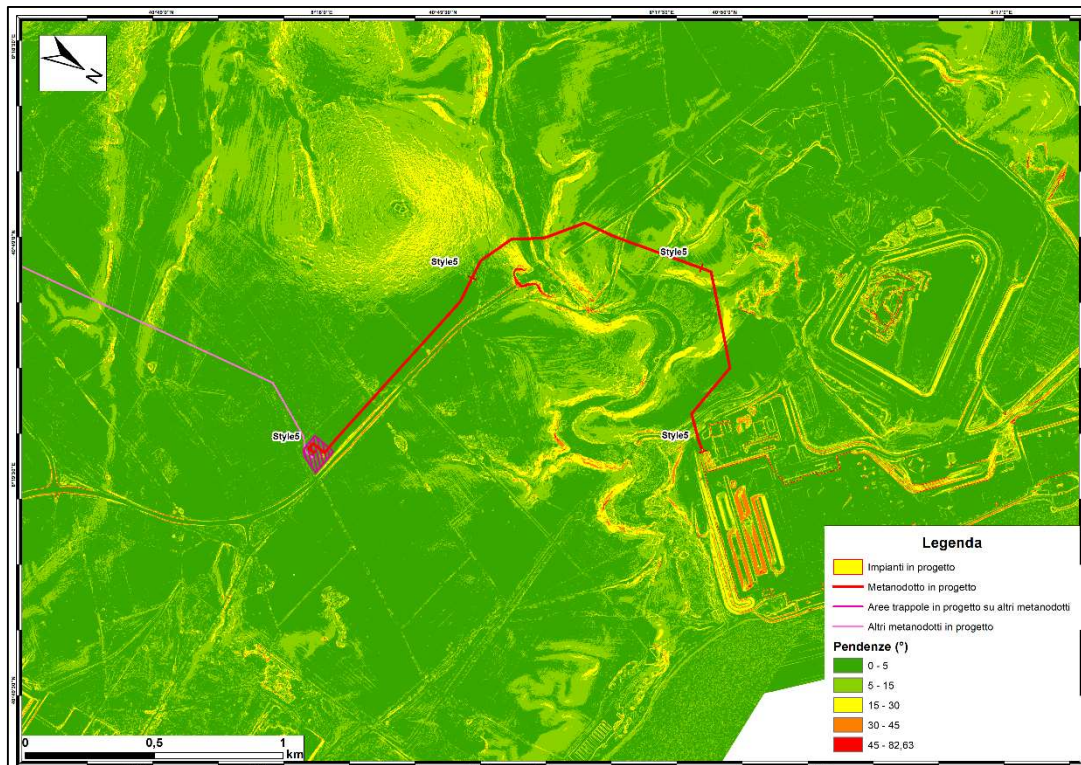 N
Style5
Style5
Style5
Style5
0
0,5
1
km
Legenda
Impianti in progetto
Metanodotto in progetto
Aree trappole in progetto su altri metanodotti
Altri metanodotti in progetto
Pendenze (°)
0 - 5
5 - 15
15 - 30
30 - 45
45 - 82,63